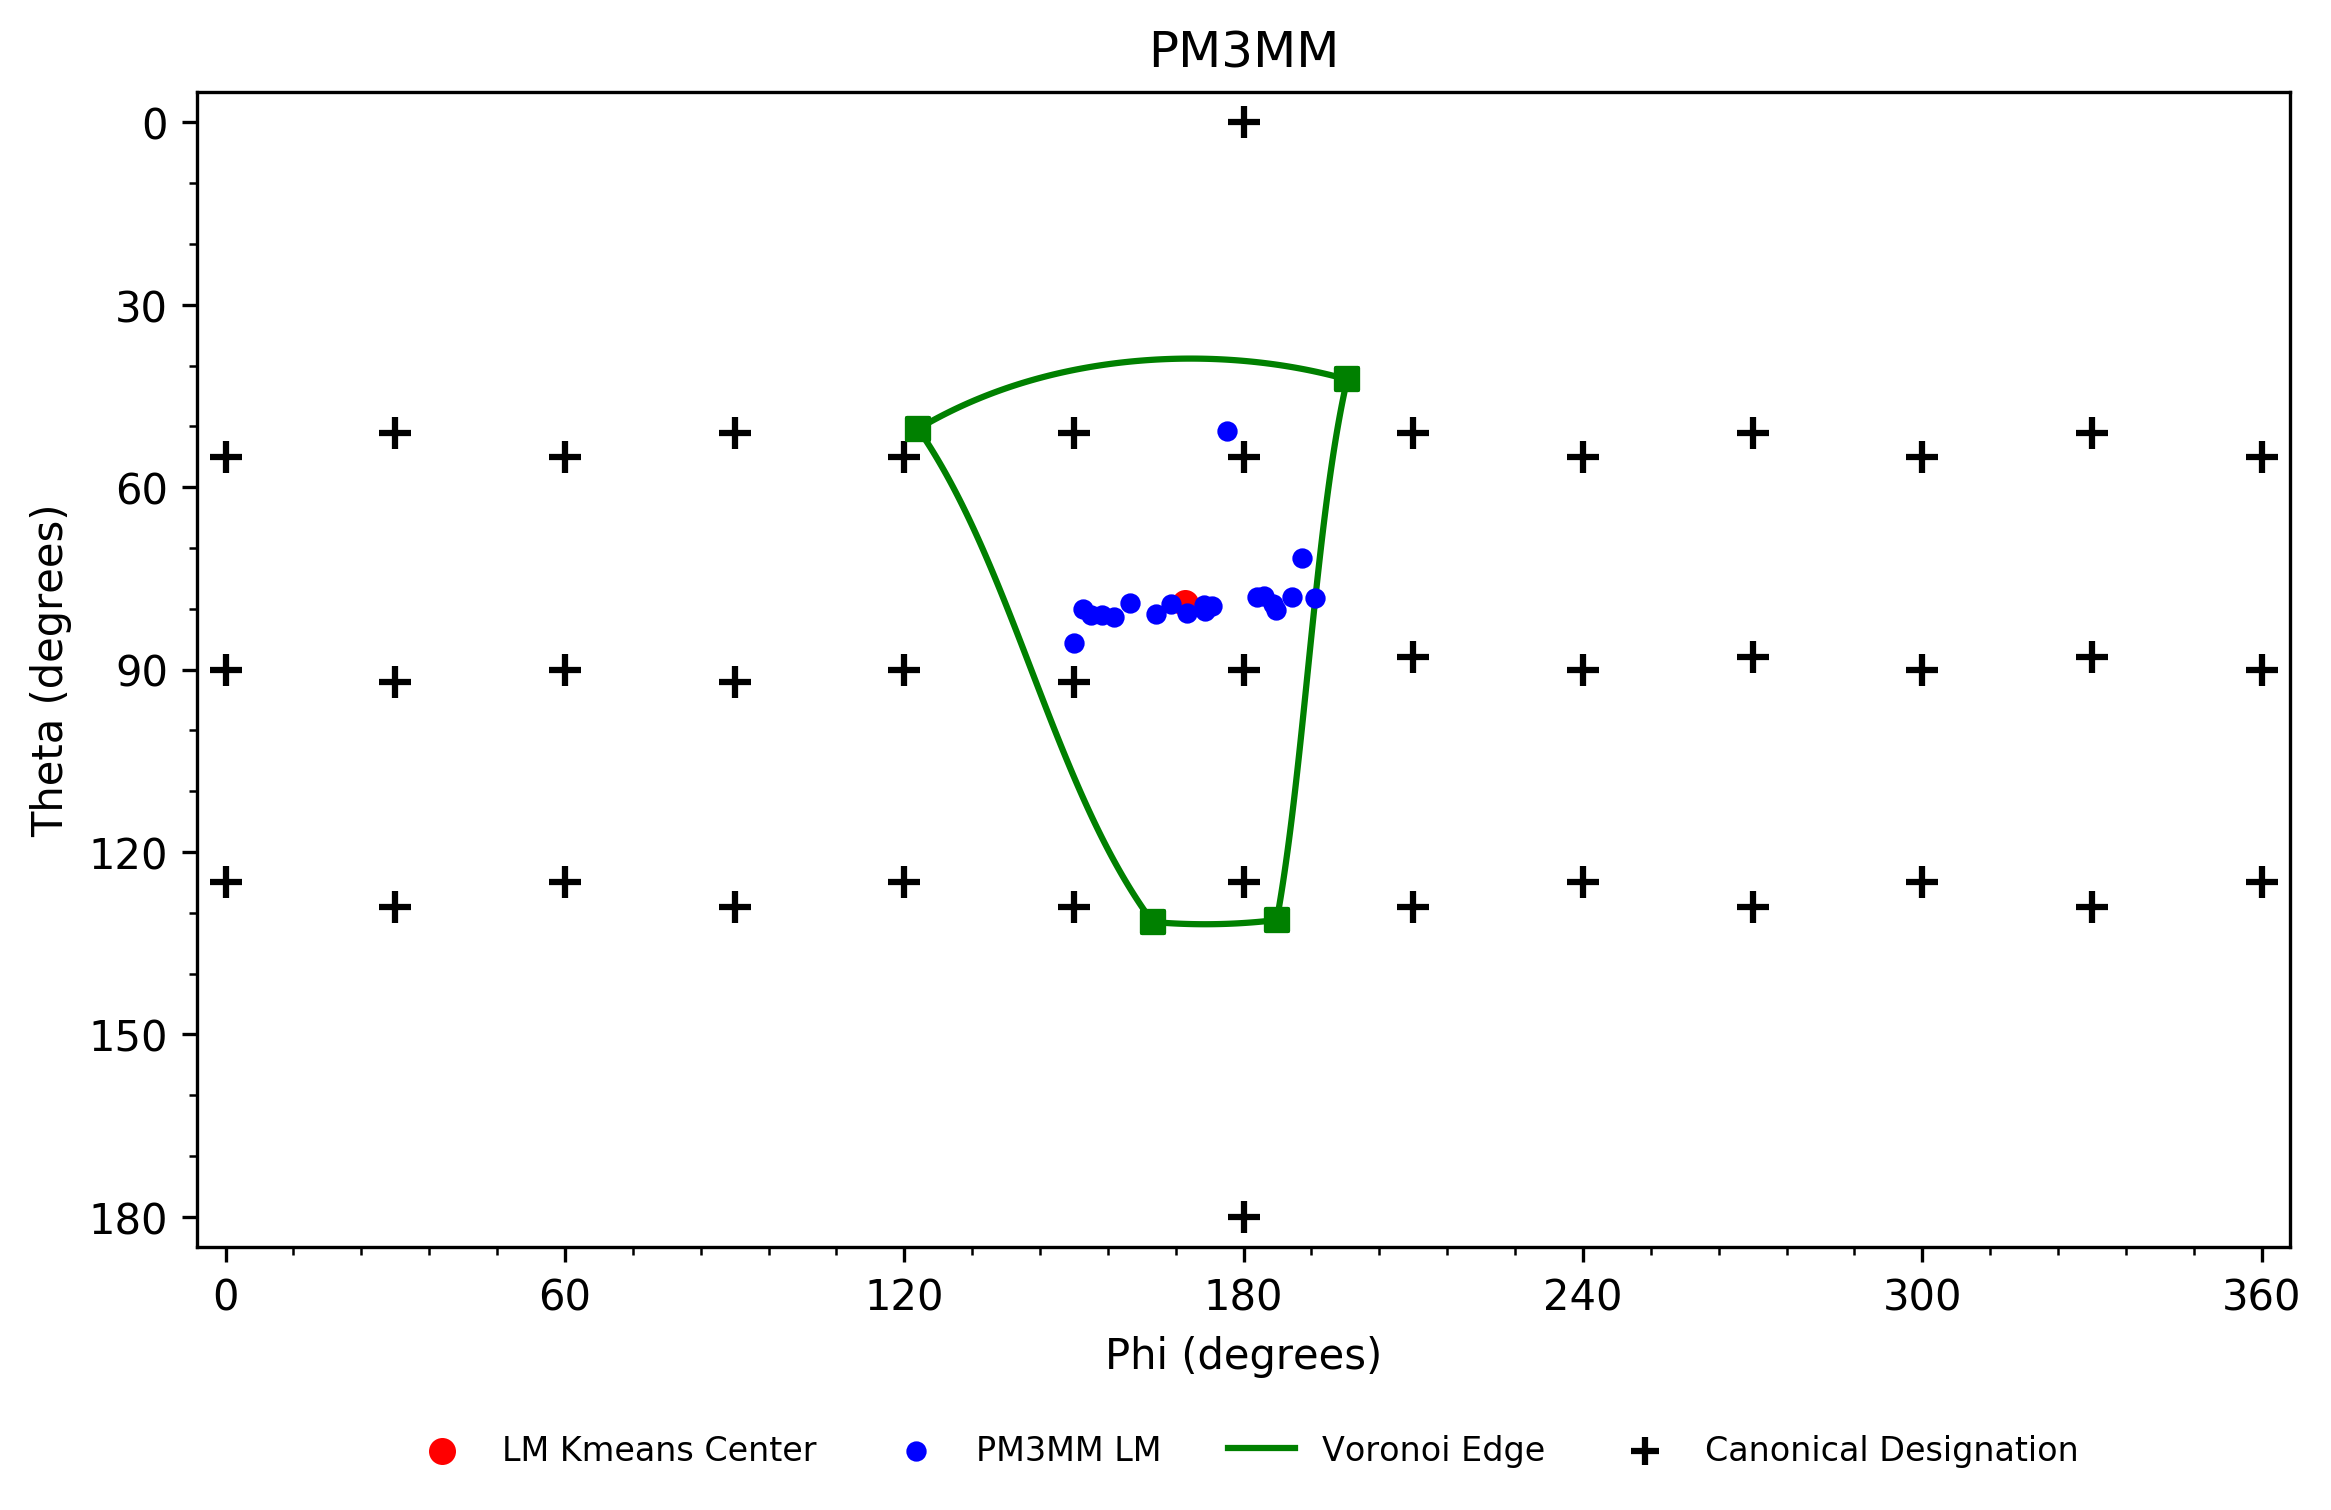 PM3MM
0
30
60
90
120
150
180
Theta (degrees)
0 60 120 180 240 300 360
Phi (degrees)
LM Kmeans Center PM3MM LM Voronoi Edge Canonical Designation